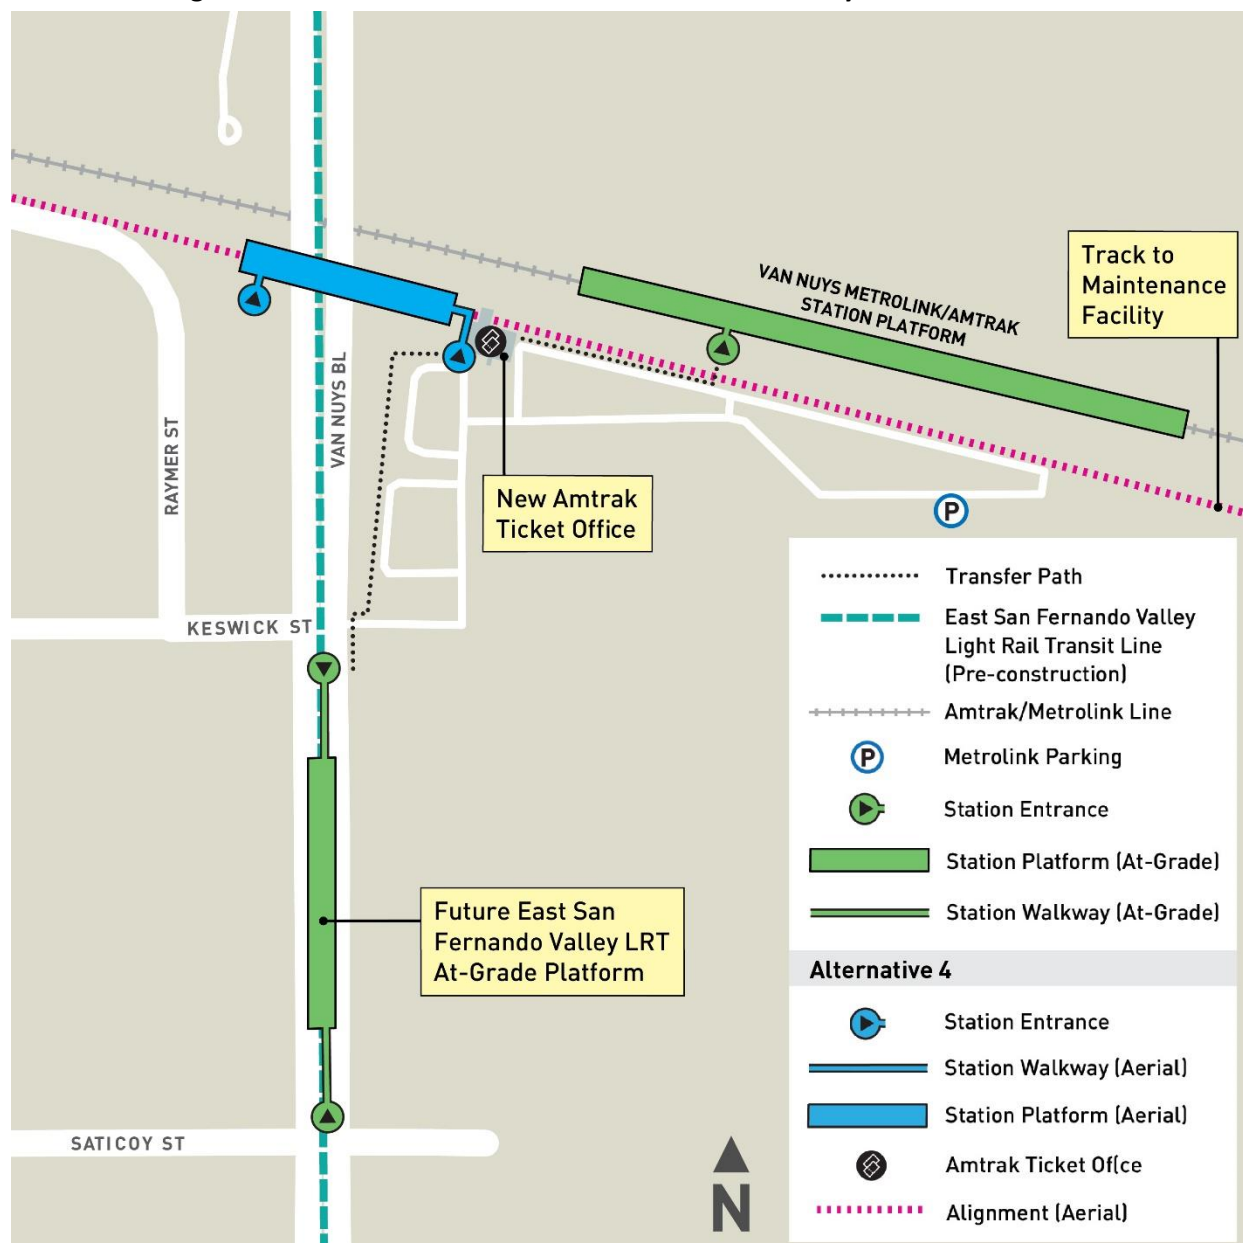 VAN NUYS METROLINK/AMTRAK
STATION PLATFORM
Track to
Maintenance
Facility
VAN NUYS BL
RAYMER ST
New Amtrak
Ticket Office
P
KESWICK ST
Future East San
Fernando Valley LRT
At-Grade Platform
SATICOY ST
N
Transfer Path
East San Fernando Valley
Light Rail Transit Line
(Pre-construction)
Amtrak/Metrolink Line
P
Metrolink Parking
Station Entrance
Station Platform (At-Grade)
Station Walkway (At-Grade)
Alternative 4
Station Entrance
Station Walkway (Aerial)
Station Platform (Aerial)
Amtrak Ticket Of(ce
Alignment (Aerial)